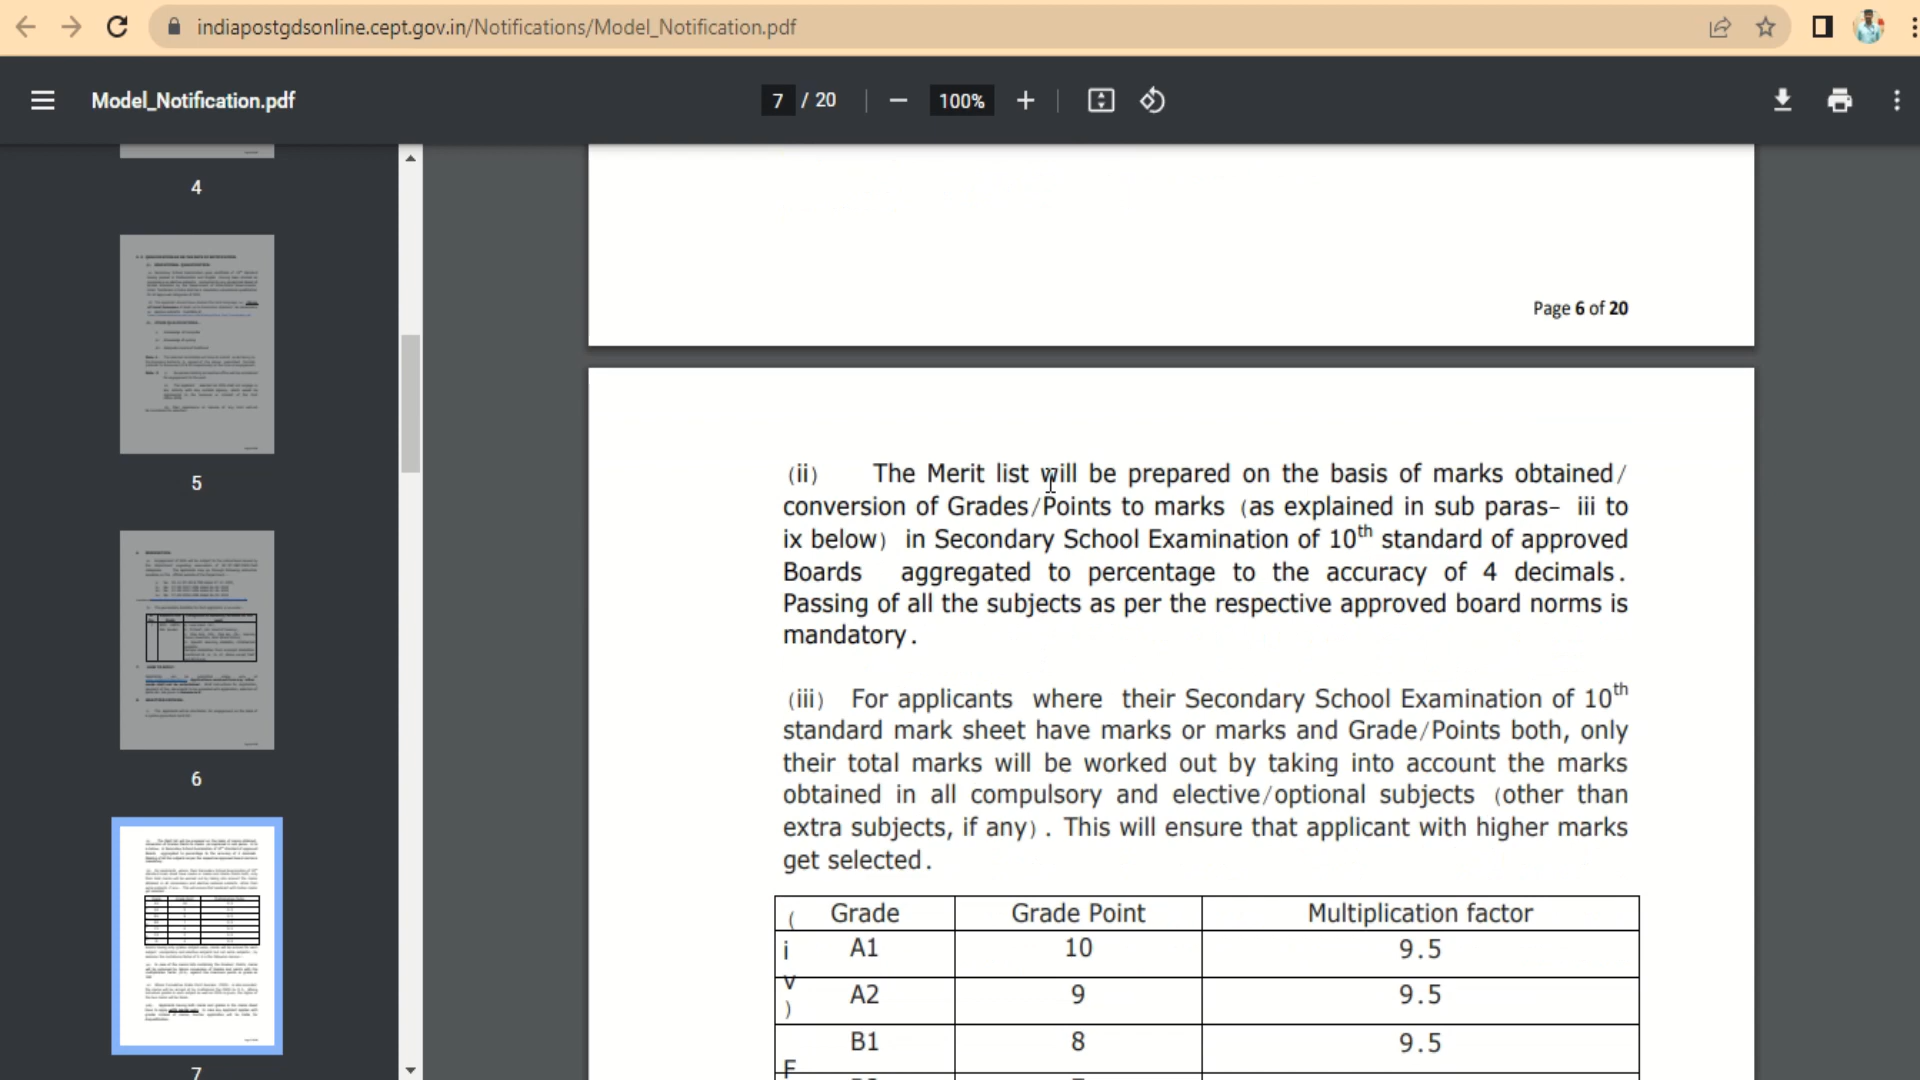 indiapostgdsonline.cept.gov.in/Notifications/Model_Notification.pdf
Model_Notification.pdf
7 / 20
100%
4
5
6
7
Page 6 of 20
(ii) The Merit list will be prepared on the basis of marks obtained/
conversion of Grades/Points to marks (as explained in sub paras- iii to
ix below) in Secondary School Examination of 10th standard of approved
Boards aggregated to percentage to the accuracy of 4 decimals.
Passing of all the subjects as per the respective approved board norms is
mandatory.
(iii) For applicants where their Secondary School Examination of 10th
standard mark sheet have marks or marks and Grade/Points both, only
their total marks will be worked out by taking into account the marks
obtained in all compulsory and elective/optional subjects (other than
extra subjects, if any). This will ensure that applicant with higher marks
get selected.
( Grade Grade Point Multiplication factor
i A1 10 9.5
v
) A2 9 9.5
B1 8 9.5
F